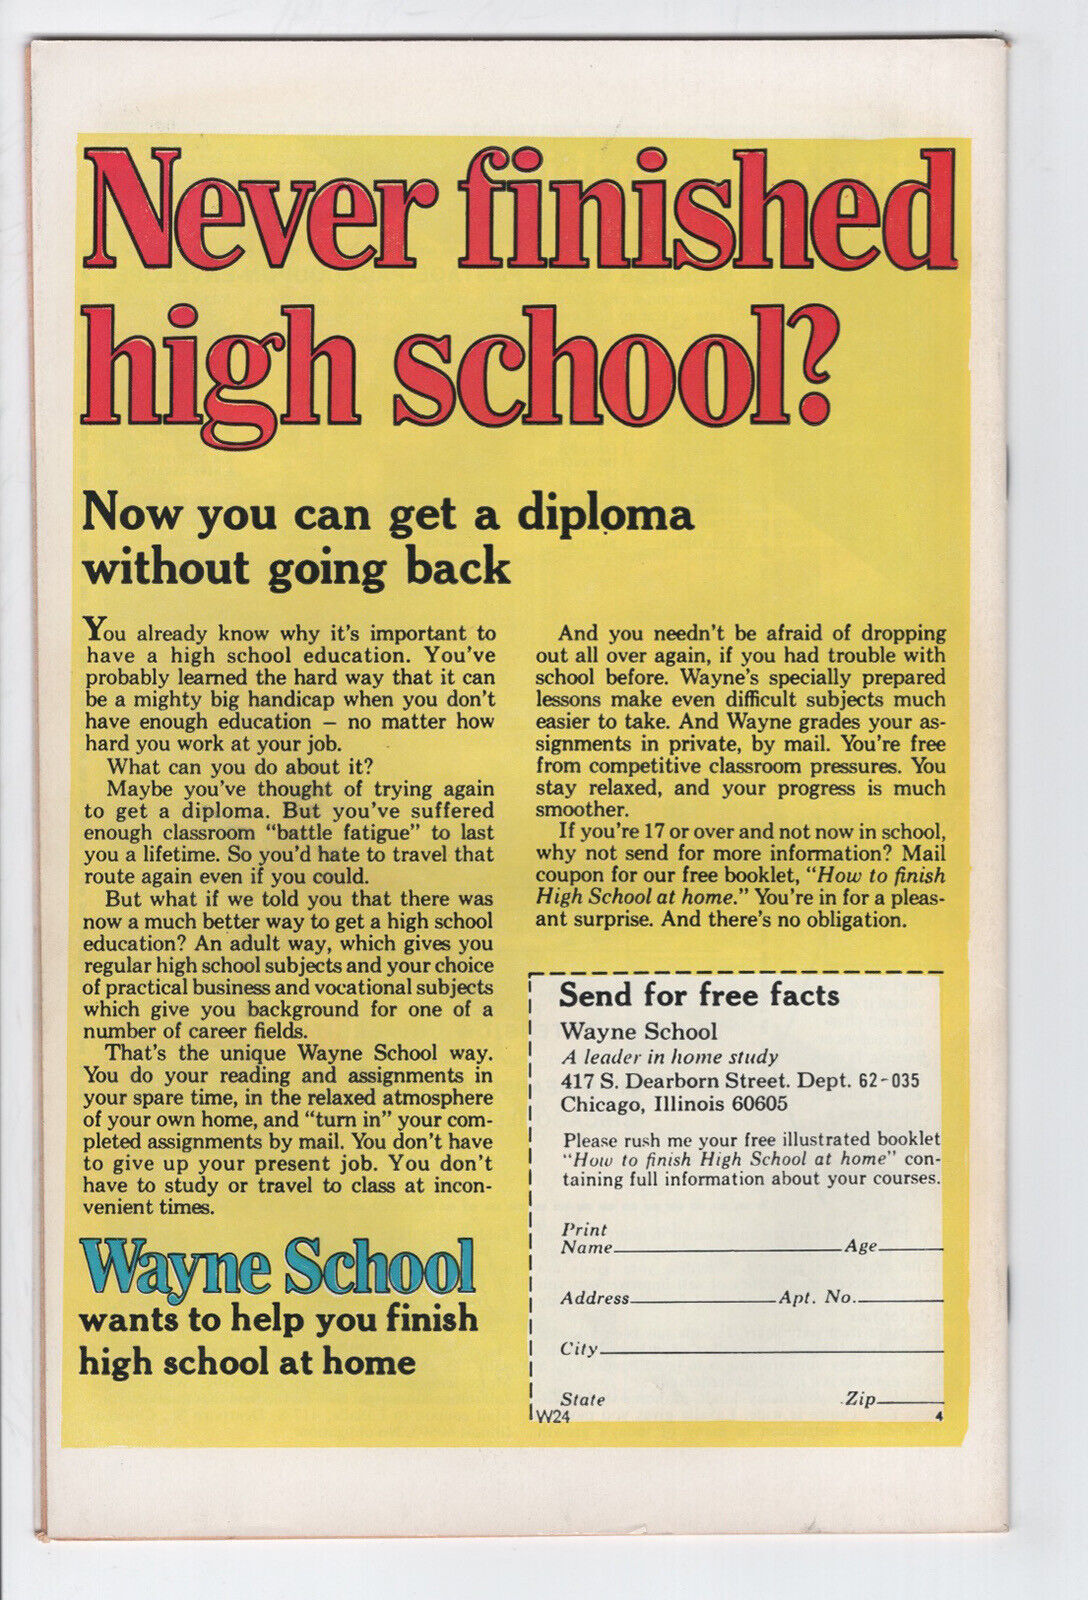 Never finished
high school?
Now you can get a diploma
without going back
You already know why it's important to
have a high school education. You've
probably learned the hard way that it can
be a mighty big handicap when you don't
have enough education – no matter how
hard you work at your job.
What can you do about it?
Maybe you've thought of trying again
to get a diploma. But you've suffered
enough classroom "battle fatigue" to last
you a lifetime. So you'd hate to travel that
route again even if you could.
But what if we told you that there was
now a much better way to get a high school
education? An adult way, which gives you
regular high school subjects and your choice
of practical business and vocational subjects
which give you background for one of a
number of career fields.
That's the unique Wayne School way.
You do your reading and assignments in
your spare time, in the relaxed atmosphere
of your own home, and "turn in" your com-
pleted assignments by mail. You don't have
to give up your present job. You don't
have to study or travel to class at incon-
venient times.
Wayne School
wants to help you finish
high school at home
And you needn't be afraid of dropping
out all over again, if you had trouble with
school before. Wayne's specially prepared
lessons make even difficult subjects much
easier to take. And Wayne grades your as-
signments in private, by mail. You're free
from competitive classroom pressures. You
stay relaxed, and your progress is much
smoother.
If you're 17 or over and not now in school,
why not send for more information? Mail
coupon for our free booklet, "How to finish
High School at home." You're in for a pleas-
ant surprise. And there's no obligation.
Send for free facts
Wayne School
A leader in home study
417 S. Dearborn Street. Dept. 62-035
Chicago, Illinois 60605
Please rush me your free illustrated booklet
"How to finish High School at home" con-
taining full information about your courses.
Print
Name Age
Address Apt. No.
City
State Zip
W24 4